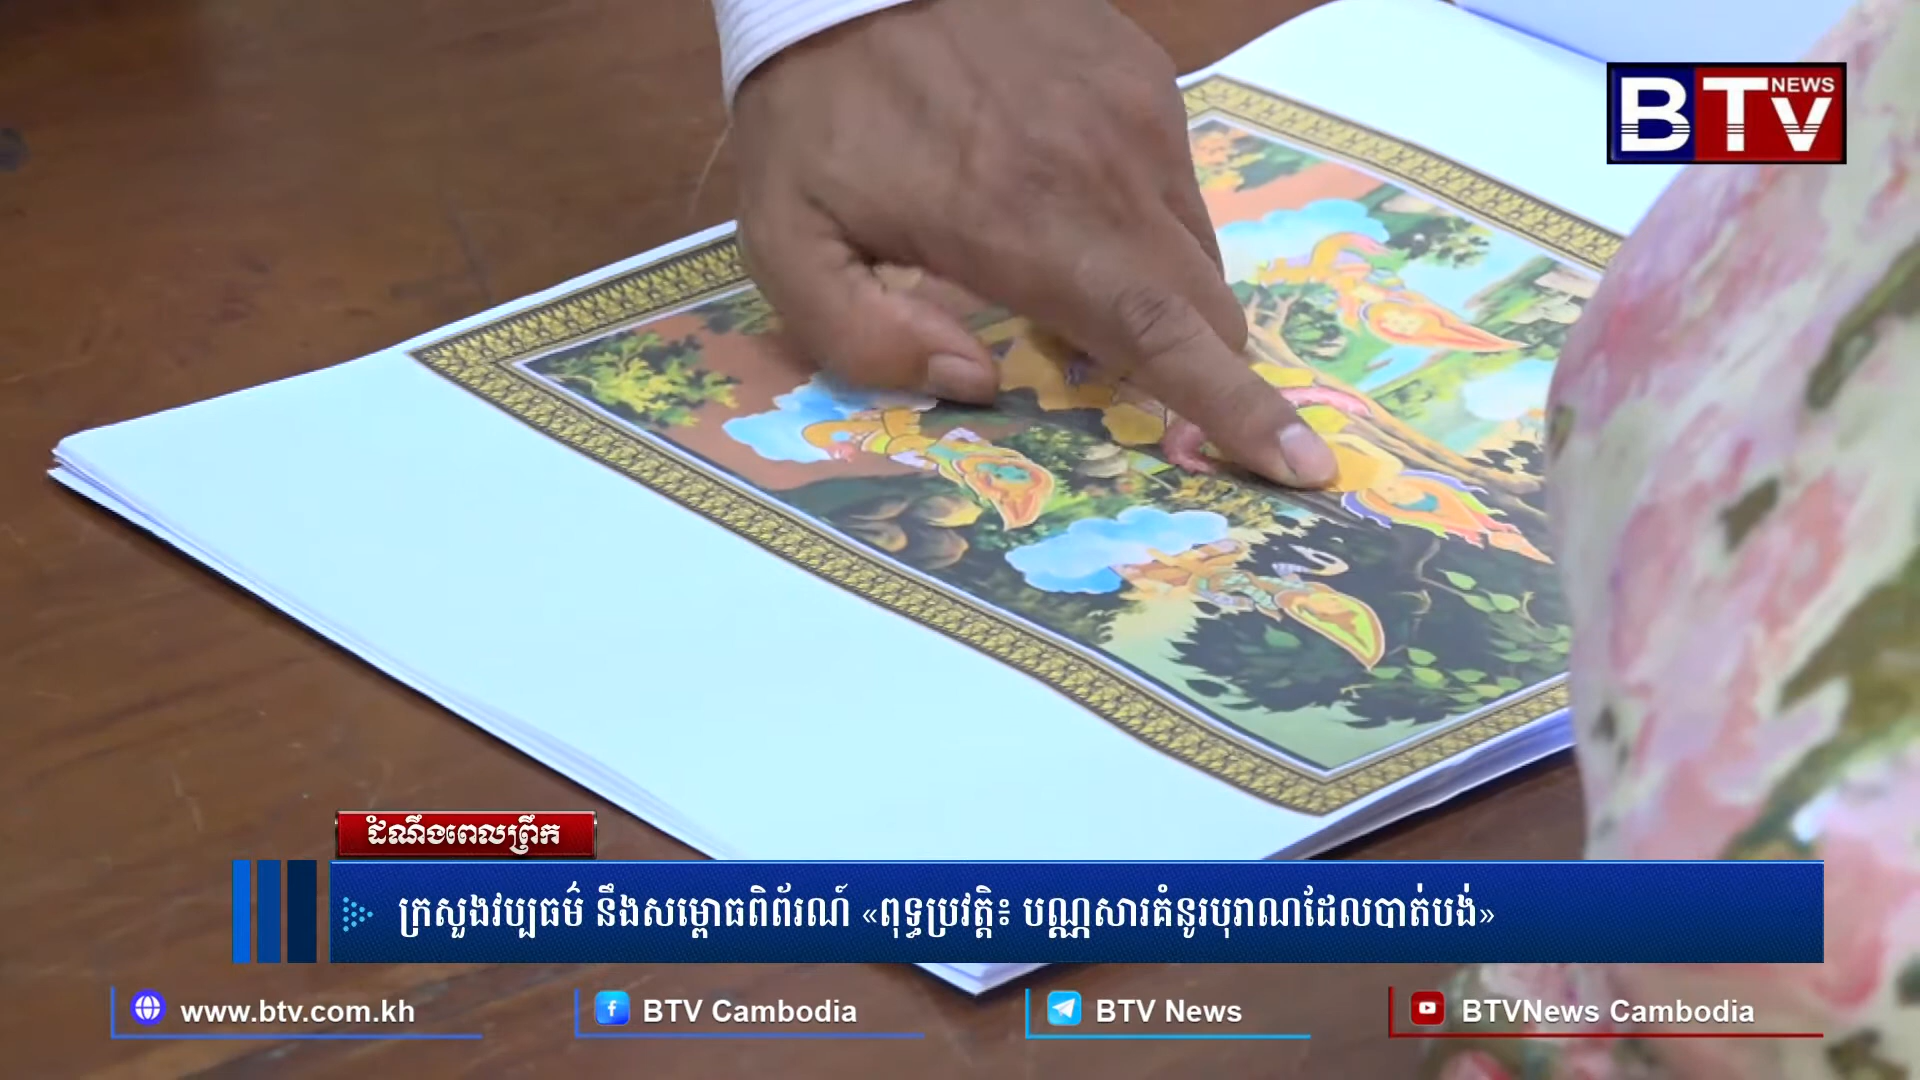 BTV NEWS
ដំណឹងពេលព្រឹក
ក្រសួងវប្បធម៌ នឹងសម្ពោធពិព័រណ៍ «ពុទ្ធប្រវត្តិ៖ បណ្ណសារគំនូរបុរាណដែលបាត់បង់»
www.btv.com.kh
BTV Cambodia
BTV News
BTVNews Cambodia